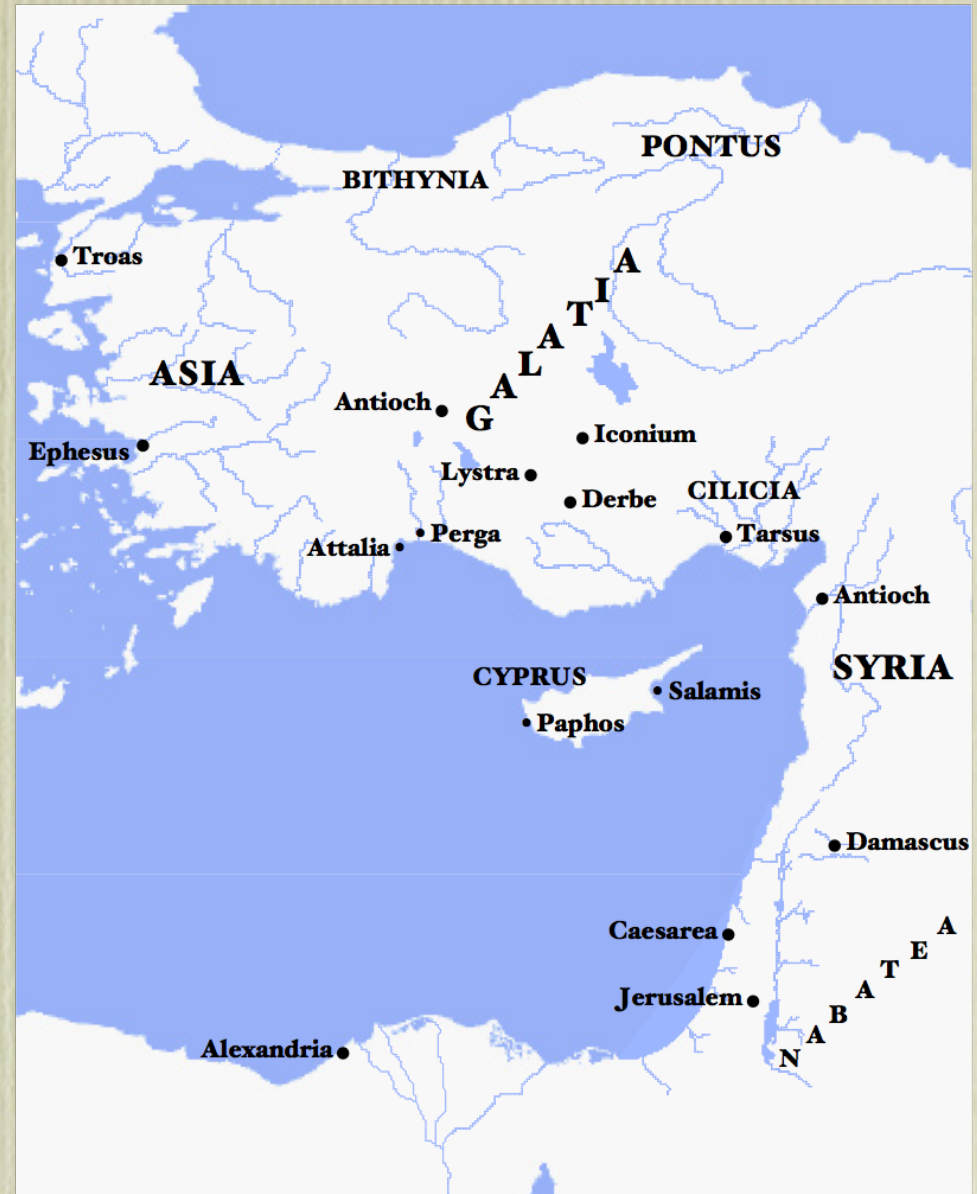 PONTUS
BITHYNIA
Troas
GALATIA
ASIA
Antioch
Iconium
Ephesus
Lystra
CILICIA
Derbe
Perga
Tarsus
Attalia
Antioch
SYRIA
CYPRUS
Salamis
Paphos
Damascus
Caesarea
NABATEA
Jerusalem
Alexandria